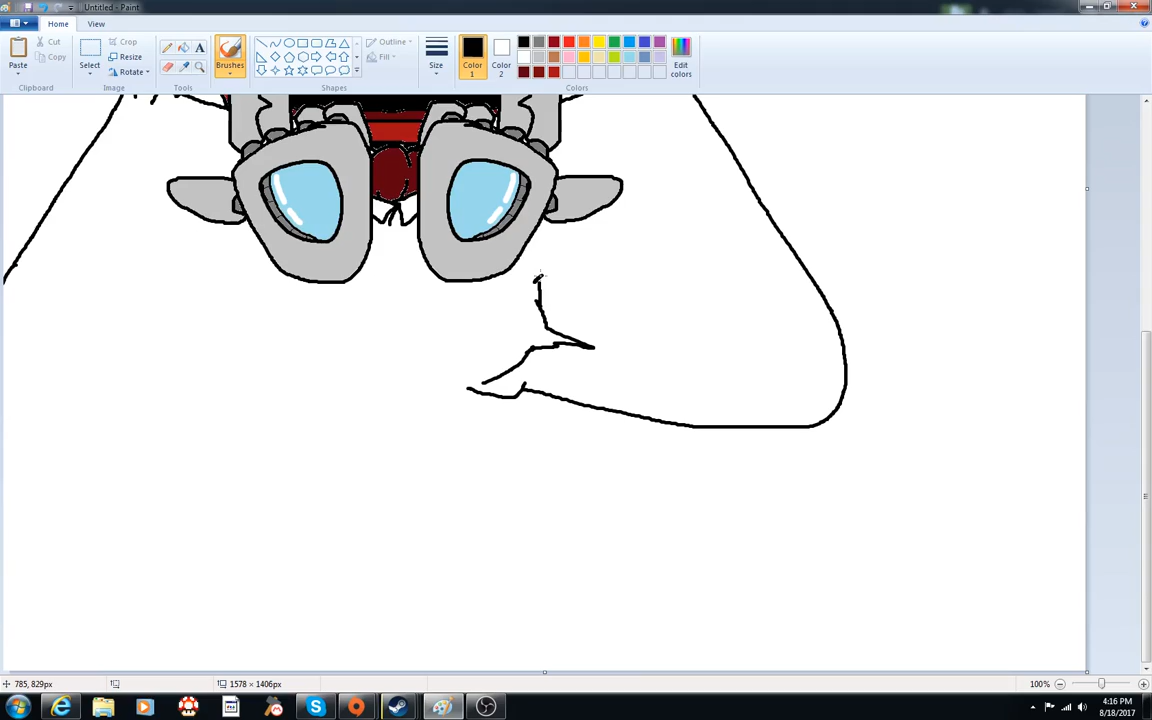 Untitled - Paint
Home View
Paste
Cut
Copy
Clipboard
Select
Crop
Resize
Rotate
Image
A
Tools
Brushes
Outline
Fill
Shapes
Size
Color 1
Color 2
Edit colors
Colors
785, 829px
1578 × 1406px
100%
4:16 PM
8/18/2017